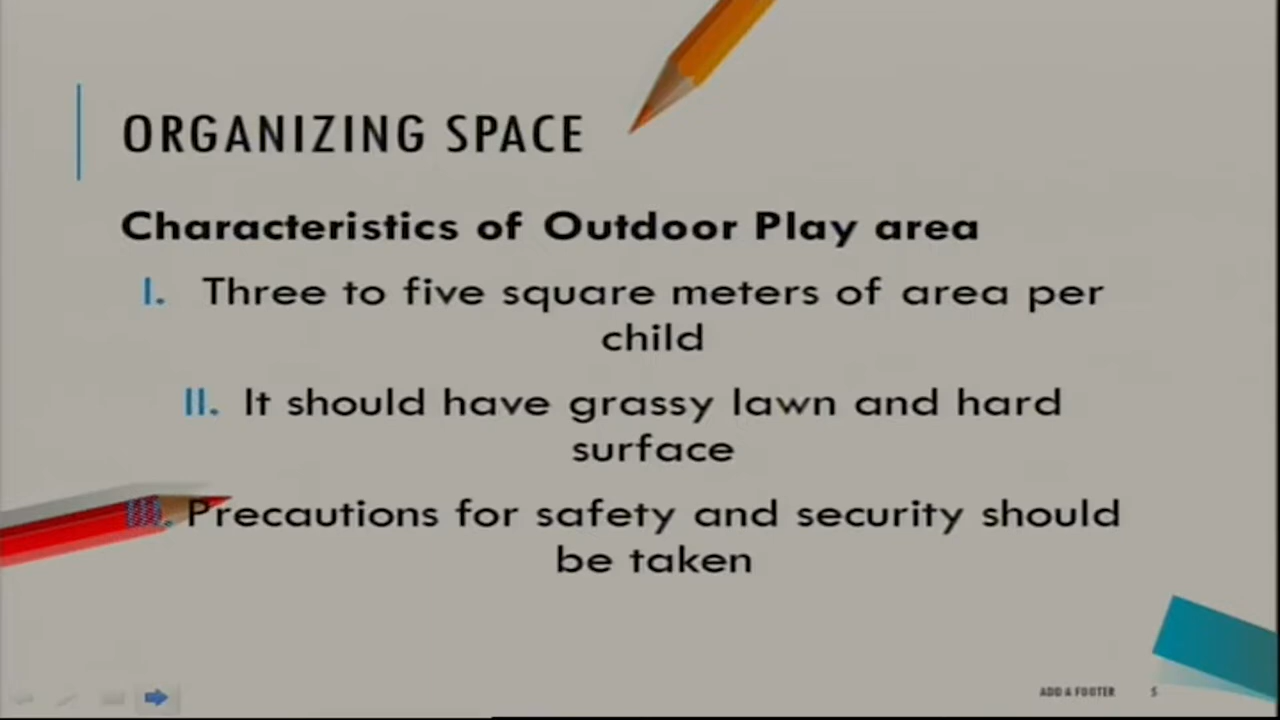 ORGANIZING SPACE
Characteristics of Outdoor Play area
I. Three to five square meters of area per
child
II. It should have grassy lawn and hard
surface
III. Precautions for safety and security should
be taken
ADD A FOOTER 5